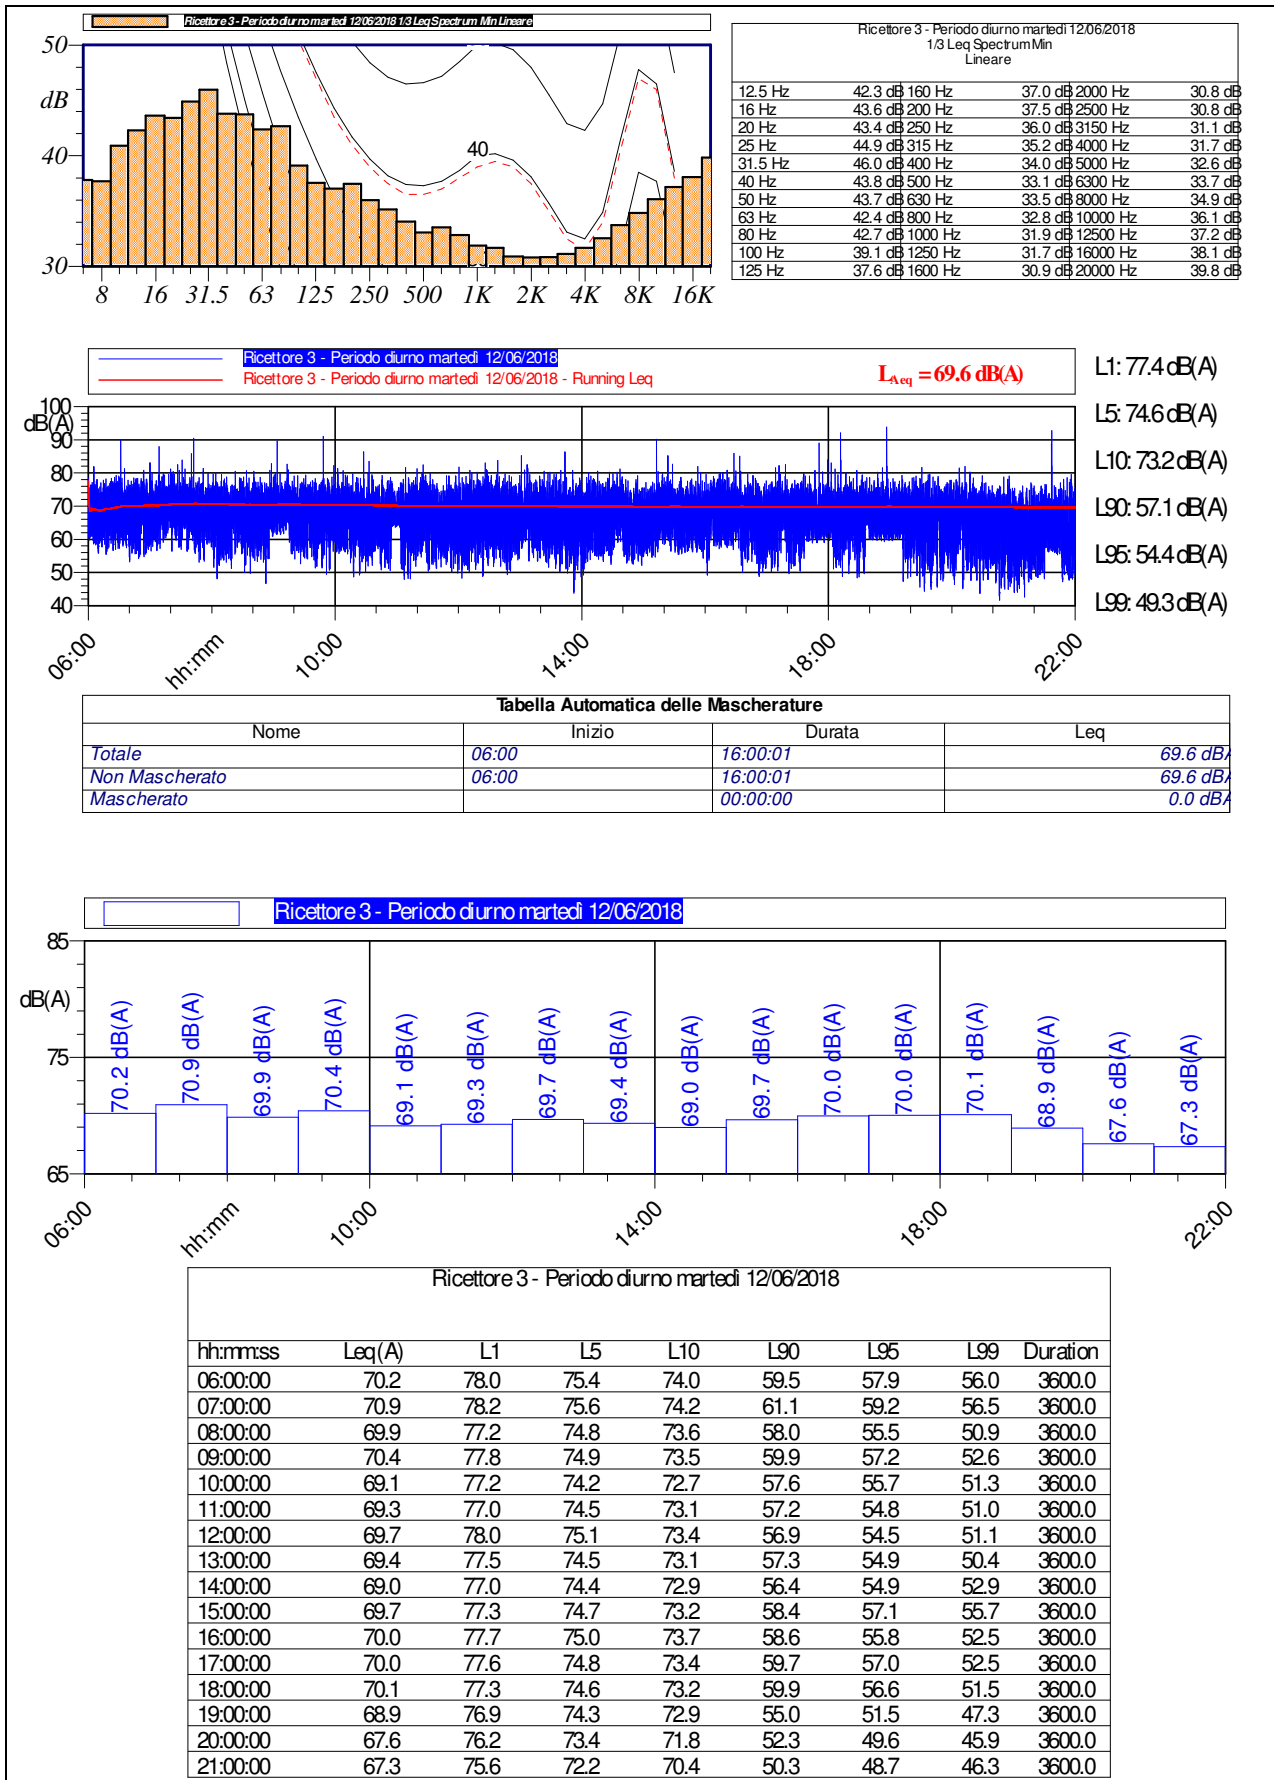 Ricettore 3 - Periodo diurno martedì 12/06/2018 1/3 Leq Spectrum Min Lineare
50
dB
40
30
40
8 16 31.5 63 125 250 500 1K 2K 4K 8K 16K
Ricettore 3 - Periodo diurno martedì 12/06/2018
1/3 Leq Spectrum Min
Lineare
12.5 Hz 42.3 dB 160 Hz 37.0 dB 2000 Hz 30.8 dB
16 Hz 43.6 dB 200 Hz 37.5 dB 2500 Hz 30.8 dB
20 Hz 43.4 dB 250 Hz 36.0 dB 3150 Hz 31.1 dB
25 Hz 44.9 dB 315 Hz 35.2 dB 4000 Hz 31.7 dB
31.5 Hz 46.0 dB 400 Hz 34.0 dB 5000 Hz 32.6 dB
40 Hz 43.8 dB 500 Hz 33.1 dB 6300 Hz 33.7 dB
50 Hz 43.7 dB 630 Hz 33.5 dB 8000 Hz 34.9 dB
63 Hz 42.4 dB 800 Hz 32.8 dB 10000 Hz 36.1 dB
80 Hz 42.7 dB 1000 Hz 31.9 dB 12500 Hz 37.2 dB
100 Hz 39.1 dB 1250 Hz 31.7 dB 16000 Hz 38.1 dB
125 Hz 37.6 dB 1600 Hz 30.9 dB 20000 Hz 39.8 dB
Ricettore 3 - Periodo diurno martedì 12/06/2018
Ricettore 3 - Periodo diurno martedì 12/06/2018 - Running Leq
LAeq = 69.6 dB(A)
L1: 77.4 dB(A)
L5: 74.6 dB(A)
L10: 73.2 dB(A)
L90: 57.1 dB(A)
L95: 54.4 dB(A)
L99: 49.3 dB(A)
100
dB(A)
90
80
70
60
50
40
06:00 hh:mm 10:00 14:00 18:00 22:00
Tabella Automatica delle Mascherature
Nome Inizio Durata Leq
Totale 06:00 16:00:01 69.6 dBA
Non Mascherato 06:00 16:00:01 69.6 dBA
Mascherato 00:00:00 0.0 dBA
Ricettore 3 - Periodo diurno martedì 12/06/2018
85
dB(A)
75
65
70.2 dB(A) 70.9 dB(A) 69.9 dB(A) 70.4 dB(A) 69.1 dB(A) 69.3 dB(A) 69.7 dB(A) 69.4 dB(A) 69.0 dB(A) 69.7 dB(A) 70.0 dB(A) 70.0 dB(A) 70.1 dB(A) 68.9 dB(A) 67.6 dB(A) 67.3 dB(A)
06:00 hh:mm 10:00 14:00 18:00 22:00
Ricettore 3 - Periodo diurno martedì 12/06/2018
hh:mm:ss Leq(A) L1 L5 L10 L90 L95 L99 Duration
06:00:00 70.2 78.0 75.4 74.0 59.5 57.9 56.0 3600.0
07:00:00 70.9 78.2 75.6 74.2 61.1 59.2 56.5 3600.0
08:00:00 69.9 77.2 74.8 73.6 58.0 55.5 50.9 3600.0
09:00:00 70.4 77.8 74.9 73.5 59.9 57.2 52.6 3600.0
10:00:00 69.1 77.2 74.2 72.7 57.6 55.7 51.3 3600.0
11:00:00 69.3 77.0 74.5 73.1 57.2 54.8 51.0 3600.0
12:00:00 69.7 78.0 75.1 73.4 56.9 54.5 51.1 3600.0
13:00:00 69.4 77.5 74.5 73.1 57.3 54.9 50.4 3600.0
14:00:00 69.0 77.0 74.4 72.9 56.4 54.9 52.9 3600.0
15:00:00 69.7 77.3 74.7 73.2 58.4 57.1 55.7 3600.0
16:00:00 70.0 77.7 75.0 73.7 58.6 55.8 52.5 3600.0
17:00:00 70.0 77.6 74.8 73.4 59.7 57.0 52.5 3600.0
18:00:00 70.1 77.3 74.6 73.2 59.9 56.6 51.5 3600.0
19:00:00 68.9 76.9 74.3 72.9 55.0 51.5 47.3 3600.0
20:00:00 67.6 76.2 73.4 71.8 52.3 49.6 45.9 3600.0
21:00:00 67.3 75.6 72.2 70.4 50.3 48.7 46.3 3600.0